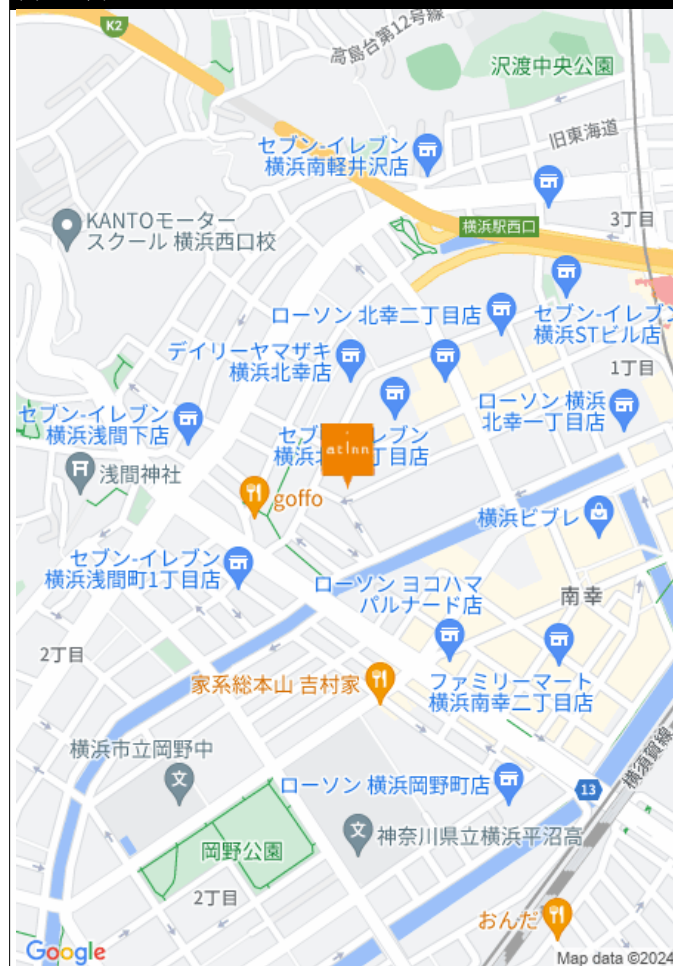 K2
高島台第12号線
沢渡中央公園
旧東海道
セブン-イレブン
横浜南軽井沢店
3丁目
KANTOモーター
スクール 横浜西口校
横浜駅西口
ローソン 北幸二丁目店
セブン-イレブン
横浜STビル店
デイリーヤマザキ
横浜北幸店
1丁目
ローソン 横浜
北幸一丁目店
セブン-イレブン
横浜浅間下店
セブ レブン
横浜 丁目店
at inn
浅間神社
goffo
横浜ビブレ
セブン-イレブン
横浜浅間町1丁目店
ローソン ヨコハマ
パルナード店
南幸
2丁目
家系総本山 吉村家
ファミリーマート
横浜南幸二丁目店
横須賀線
横浜市立岡野中
ローソン 横浜岡野町店
13
文
文
神奈川県立横浜平沼高
岡野公園
2丁目
おんだ
Google
Map data ©2024